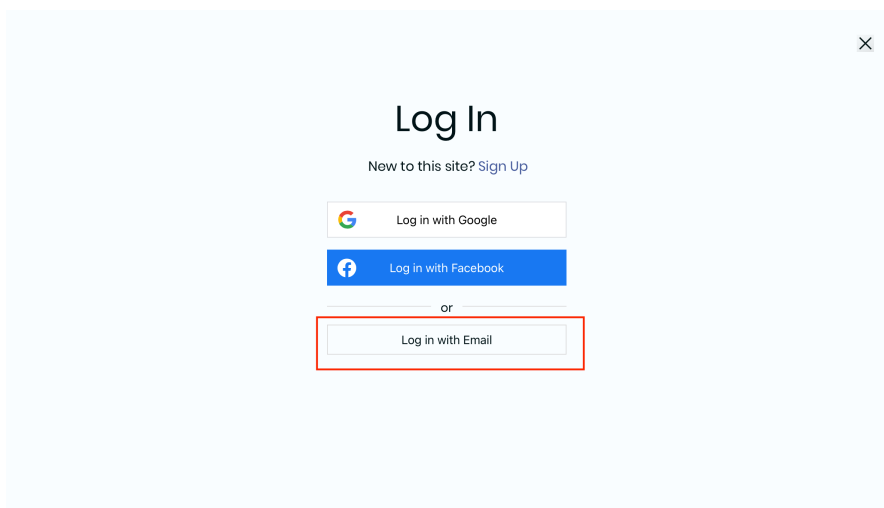 Log In
New to this site? Sign Up
Log in with Google
Log in with Facebook
or
Log in with Email